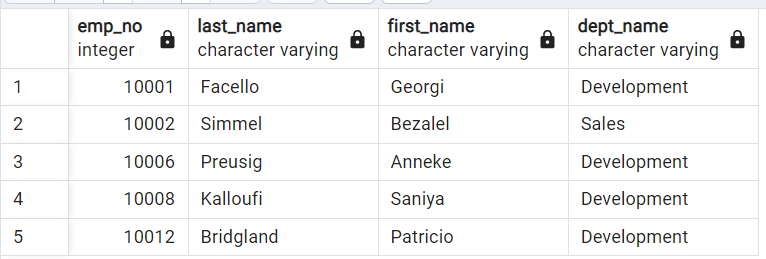 emp_no last_name first_name dept_name
integer character varying character varying character varying
1 10001 Facello Georgi Development
2 10002 Simmel Bezalel Sales
3 10006 Preusig Anneke Development
4 10008 Kalloufi Saniya Development
5 10012 Bridgland Patricio Development